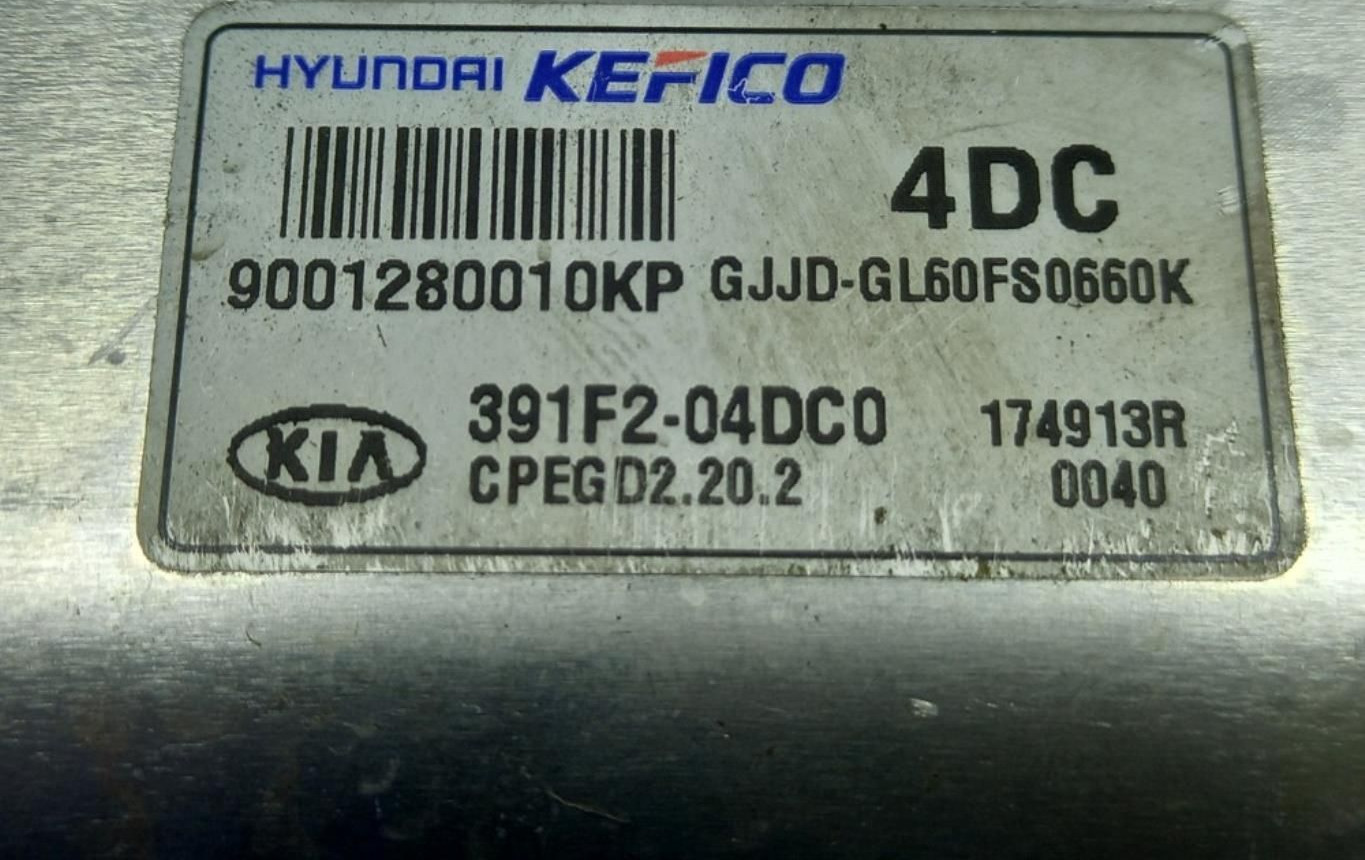 HYUNDAI KEFICO
4DC
9001280010KP GJJD-GL60FS0660K
KIA
391F2-04DC0 174913R
CPEGD2.20.2 0040